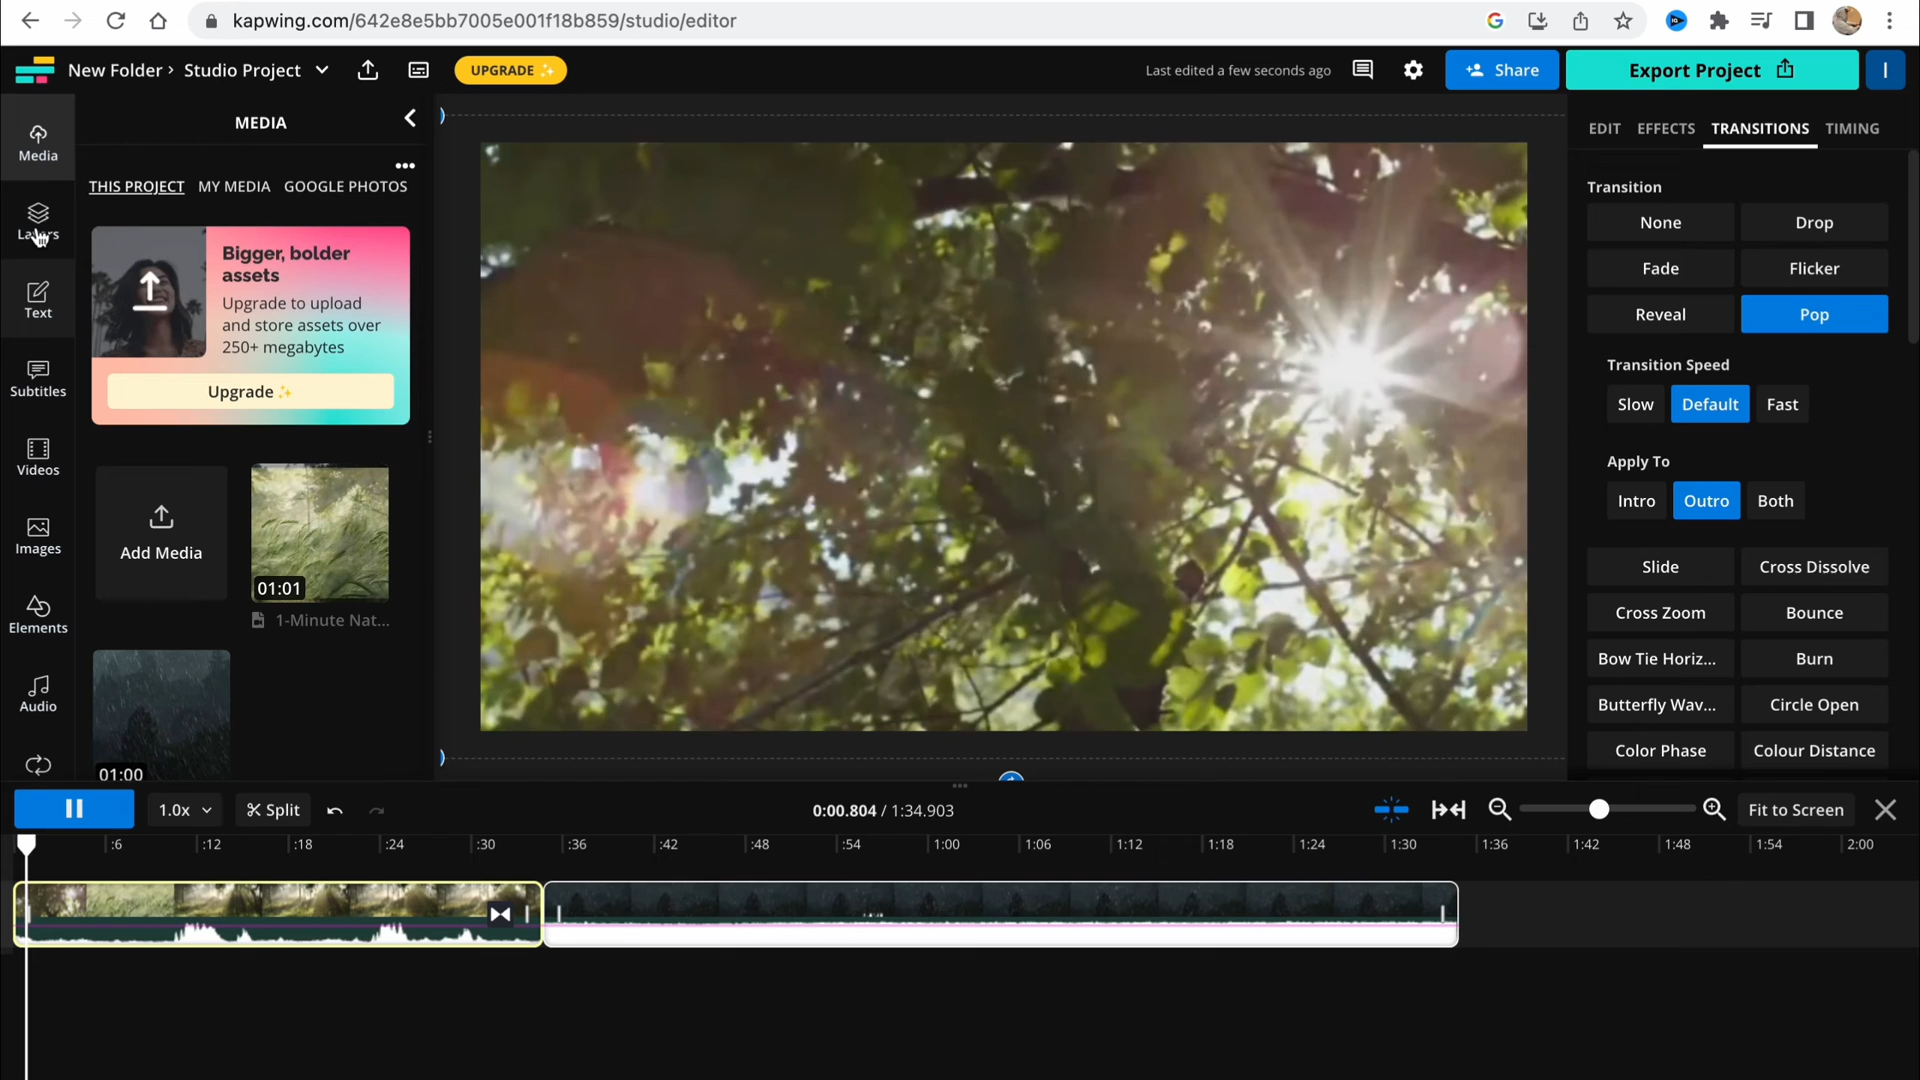 kapwing.com/642e8e5bb7005e001f18b859/studio/editor
New Folder › Studio Project
UPGRADE
Last edited a few seconds ago
Share
Export Project
I
Media
Layers
Text
Subtitles
Videos
Images
Elements
Audio
MEDIA
THIS PROJECT MY MEDIA GOOGLE PHOTOS
Bigger, bolder
assets
Upgrade to upload
and store assets over
250+ megabytes
Upgrade
Add Media
01:01
1-Minute Nat...
01:00
EDIT EFFECTS TRANSITIONS TIMING
Transition
None Drop
Fade Flicker
Reveal Pop
Transition Speed
Slow Default Fast
Apply To
Intro Outro Both
Slide Cross Dissolve
Cross Zoom Bounce
Bow Tie Horiz... Burn
Butterfly Wav... Circle Open
Color Phase Colour Distance
1.0x Split 0:00.804 / 1:34.903 Fit to Screen
:6 :12 :18 :24 :30 :36 :42 :48 :54 1:00 1:06 1:12 1:18 1:24 1:30 1:36 1:42 1:48 1:54 2:00